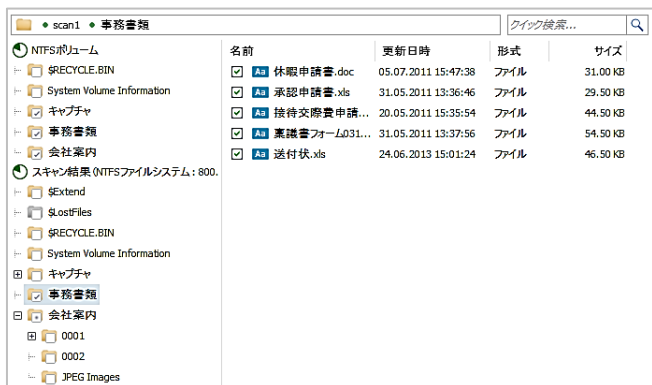 scan1 事務書類 クイック検索...
NTFSボリューム
$RECYCLE.BIN
System Volume Information
キャプチャ
事務書類
会社案内
スキャン結果(NTFSファイルシステム:800.
$Extend
$LostFiles
$RECYCLE.BIN
System Volume Information
キャプチャ
事務書類
会社案内
0001
0002
JPEG Images
名前 更新日時 形式 サイズ
Aa 休暇申請書.doc 05.07.2011 15:47:38 ファイル 31.00 KB
Aa 承認申請書.xls 31.05.2011 13:36:46 ファイル 29.50 KB
Aa 接待交際費申請... 20.05.2011 15:35:54 ファイル 44.50 KB
Aa 稟議書フォーム031... 31.05.2011 13:37:56 ファイル 54.50 KB
Aa 送付状.xls 24.06.2013 15:01:24 ファイル 46.50 KB